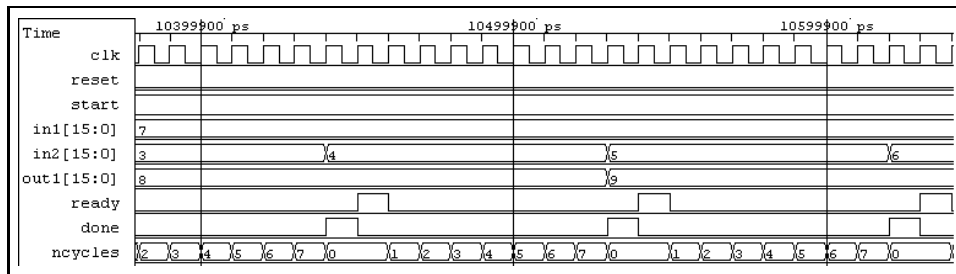 Time 10399900 ps 10499900 ps 10599900 ps
clk
reset
start
in1[15:0] 7
in2[15:0] 3 4 5 6
out1[15:0] 8 9
ready
done
ncycles 2 3 4 5 6 7 0 1 2 3 4 5 6 7 0 1 2 3 4 5 6 7 0